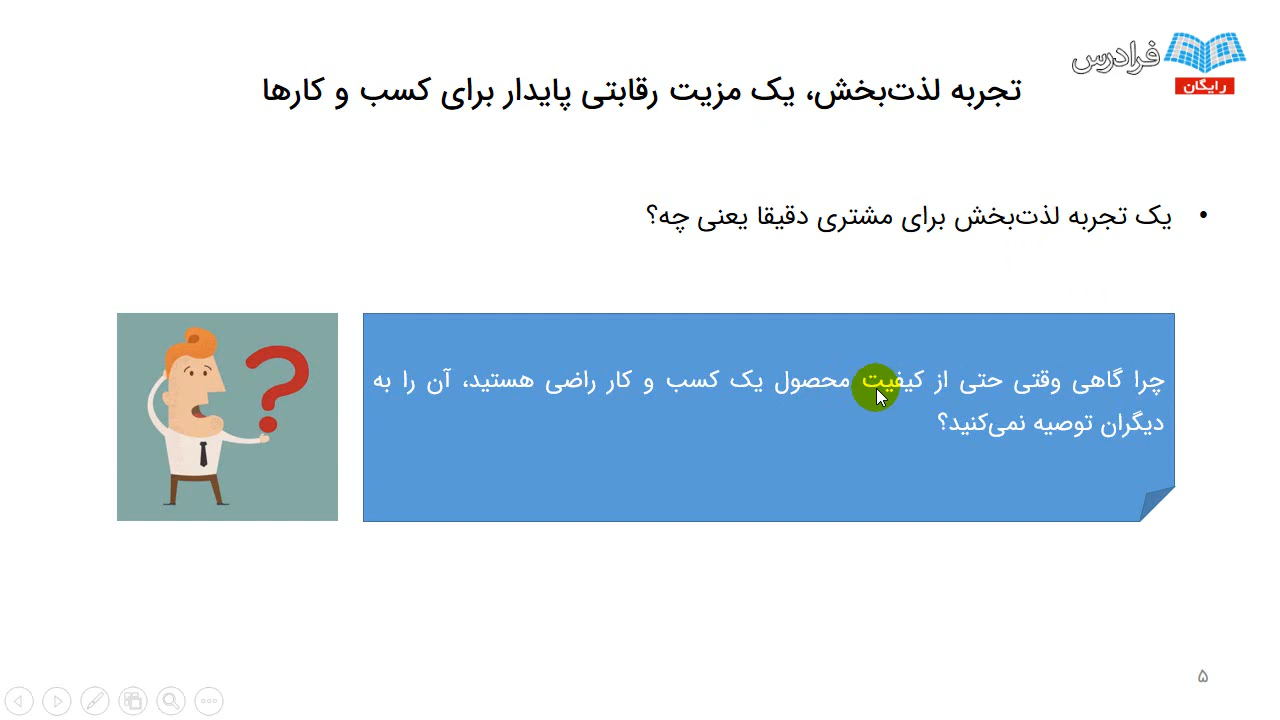 فرادرس
رایگان
تجربه لذت‌بخش، یک مزیت رقابتی پایدار برای کسب و کارها
• یک تجربه لذت‌بخش برای مشتری دقیقا یعنی چه؟
چرا گاهی وقتی حتی از کیفیت محصول یک کسب و کار راضی هستید، آن را به
دیگران توصیه نمی‌کنید؟
۵